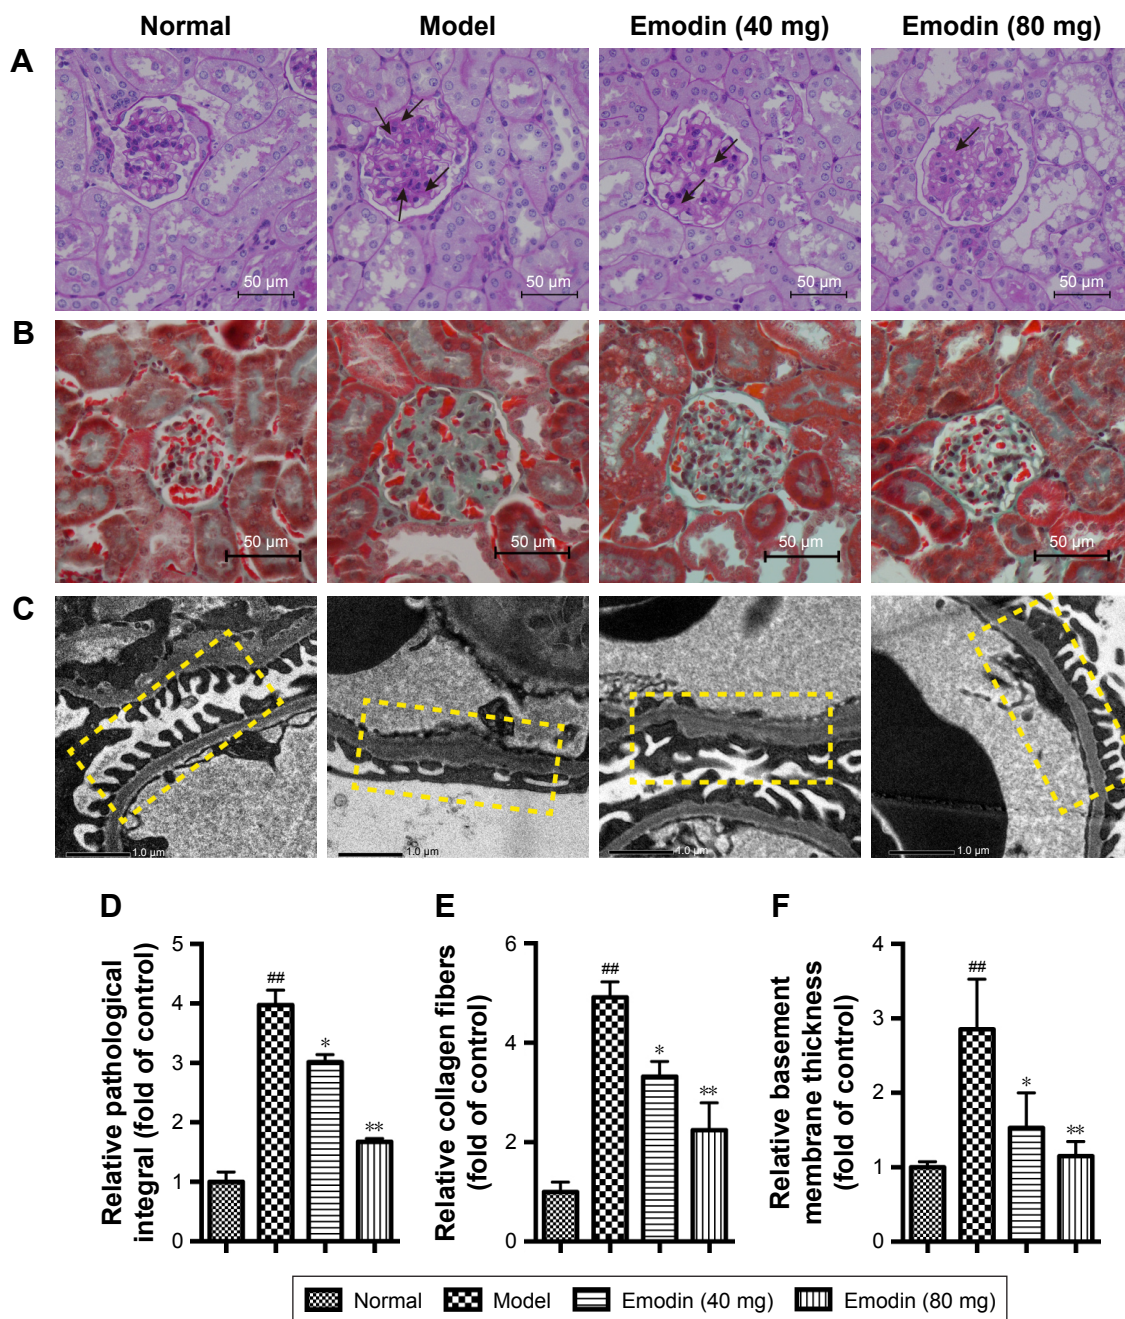 Normal Model Emodin (40 mg) Emodin (80 mg)
A
50 µm 50 µm 50 µm 50 µm
B
50 µm 50 µm 50 µm 50 µm
C
1.0 µm 1.0 µm 1.0 µm 1.0 µm
D
Relative pathological
integral (fold of control)
5
4
3
2
1
0
##
*
**
E
Relative collagen fibers
(fold of control)
6
4
2
0
##
*
**
F
Relative basement
membrane thickness
(fold of control)
4
3
2
1
0
##
*
**
Normal Model Emodin (40 mg) Emodin (80 mg)